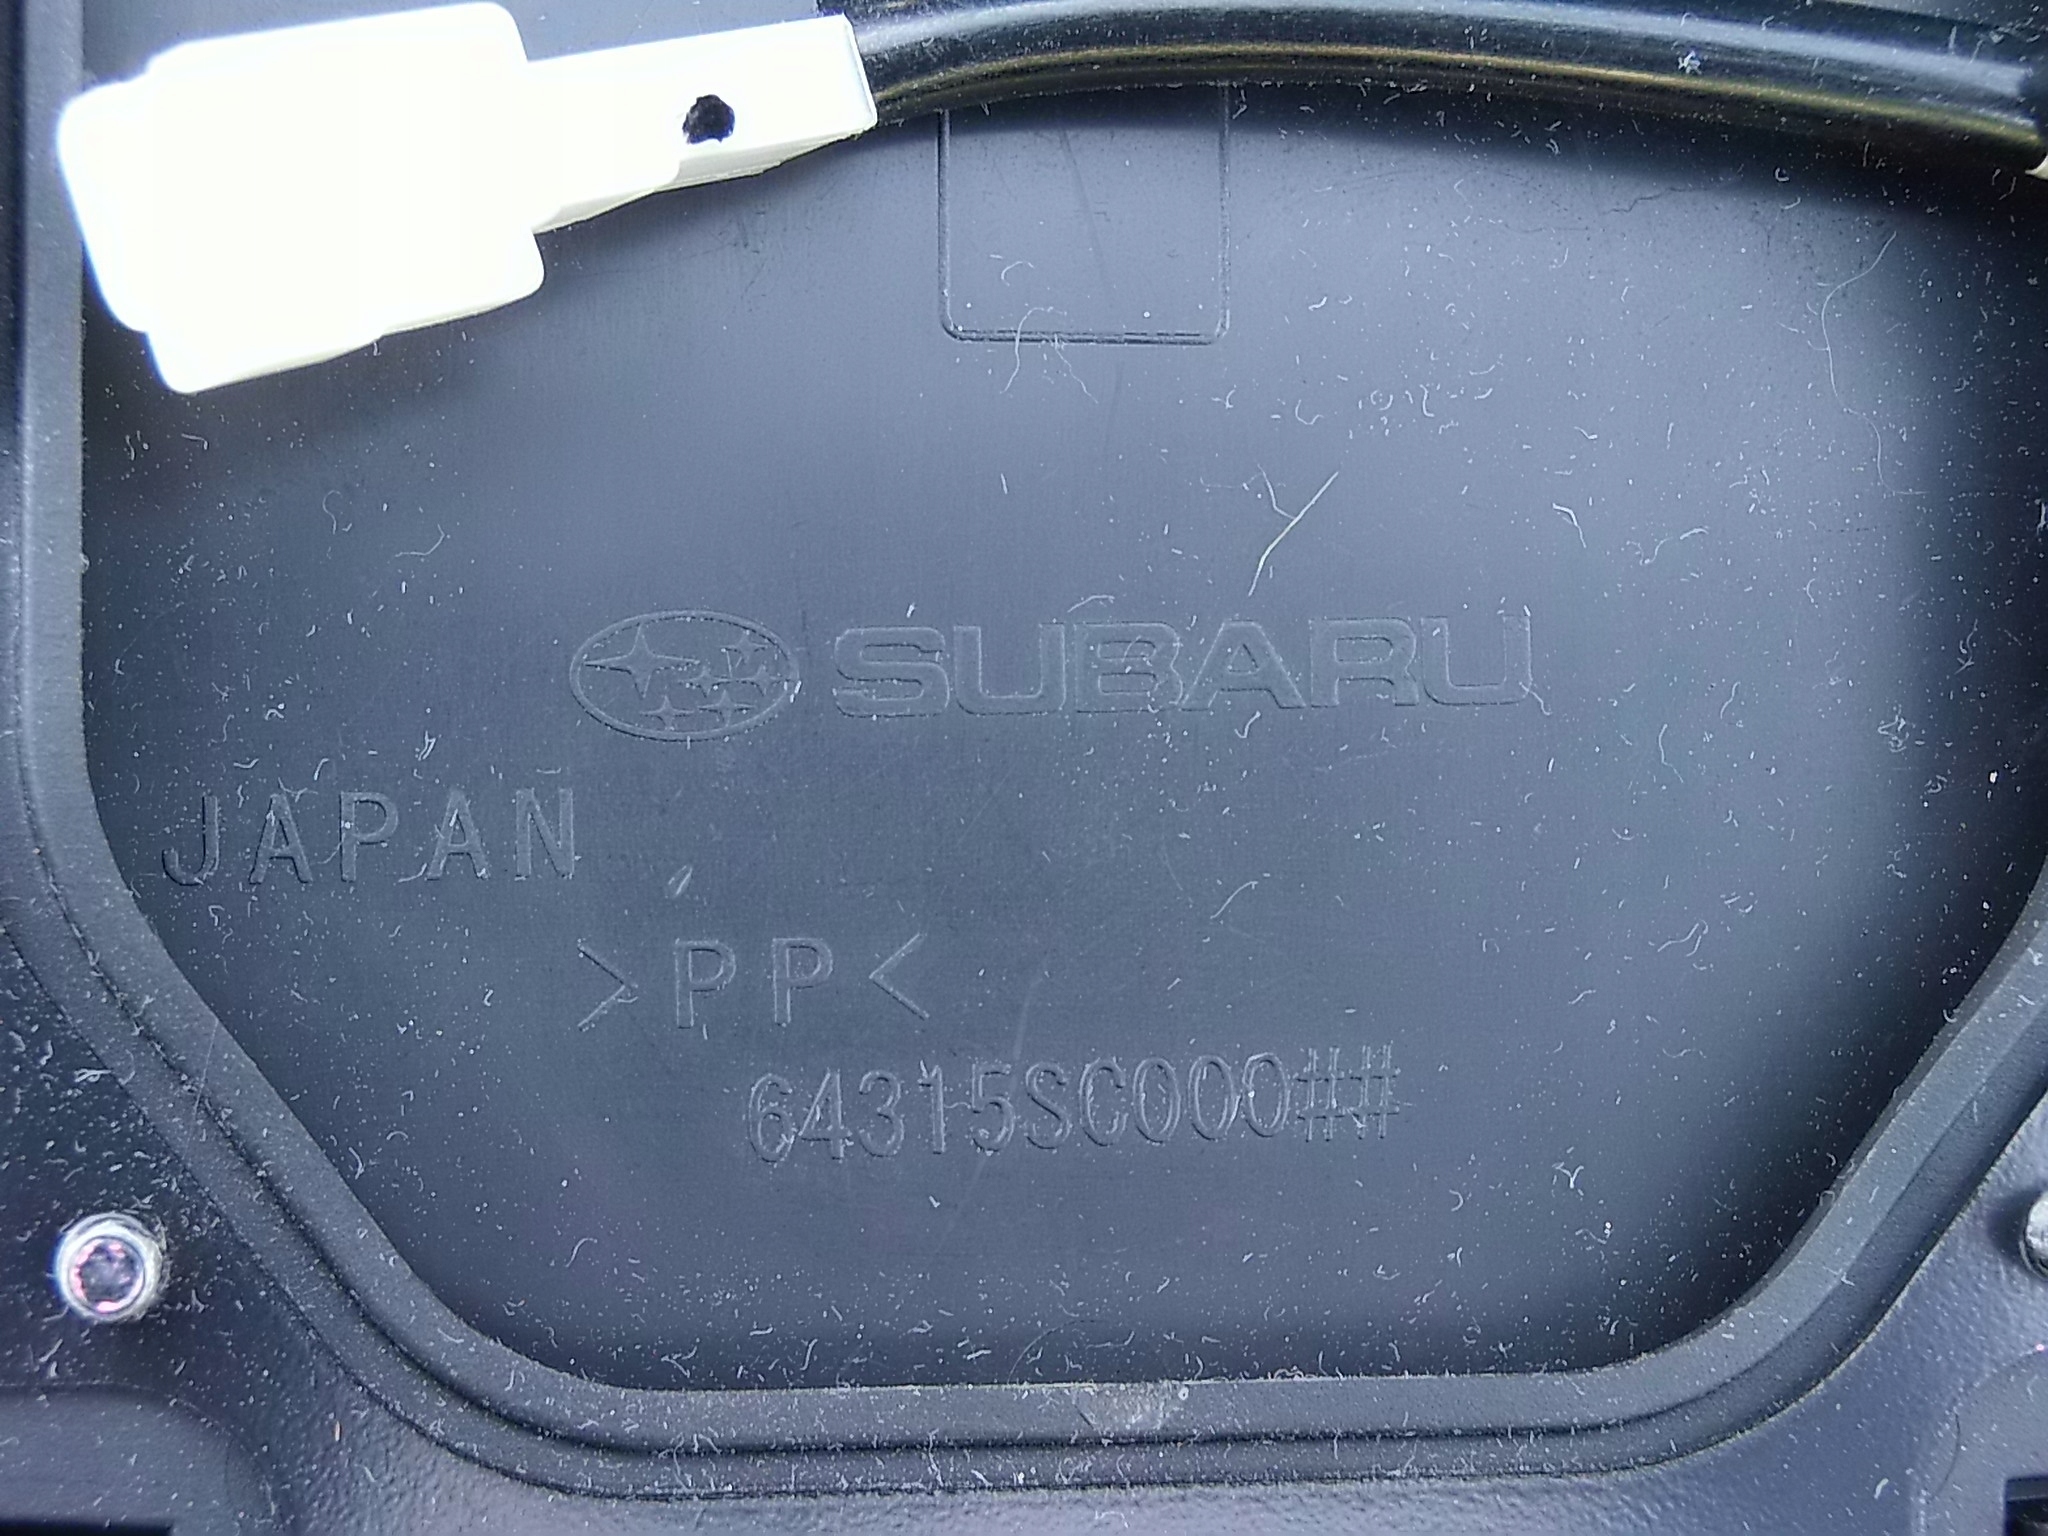 SUBARU
JAPAN
>PP<
64315SC000##